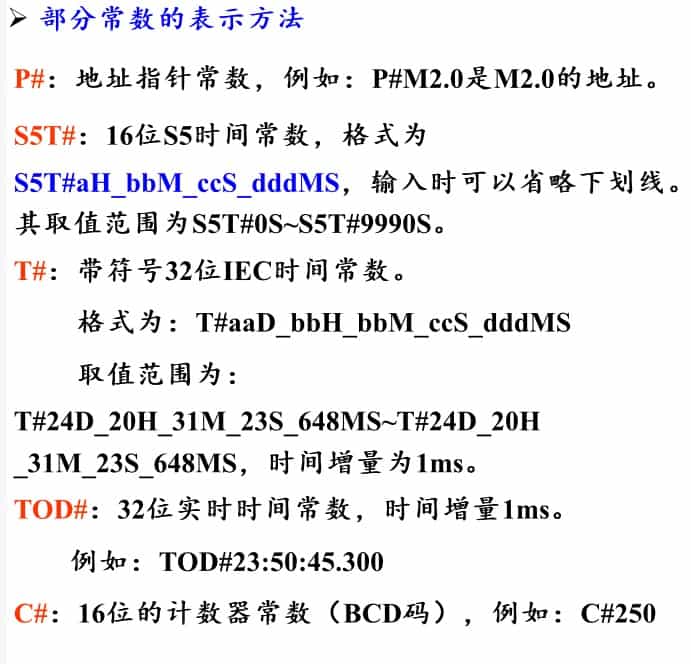 ➢ 部分常数的表示方法
P#：地址指针常数，例如：P#M2.0是M2.0的地址。
S5T#：16位S5时间常数，格式为
S5T#aH_bbM_ccS_dddMS，输入时可以省略下划线。
其取值范围为S5T#0S~S5T#9990S。
T#：带符号32位IEC时间常数。
格式为：T#aaD_bbH_bbM_ccS_dddMS
取值范围为：
T#24D_20H_31M_23S_648MS~T#24D_20H
_31M_23S_648MS，时间增量为1ms。
TOD#：32位实时时间常数，时间增量1ms。
例如：TOD#23:50:45.300
C#：16位的计数器常数（BCD码），例如：C#250